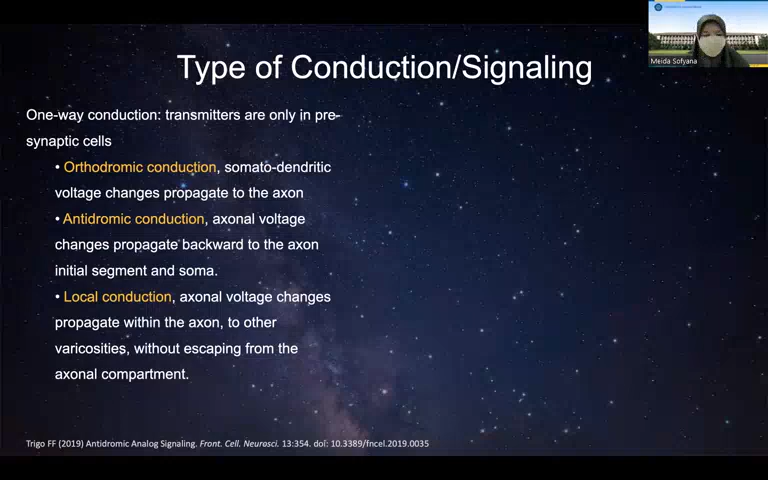 Type of Conduction/Signaling
One-way conduction: transmitters are only in pre-
synaptic cells
• Orthodromic conduction, somato-dendritic
voltage changes propagate to the axon
• Antidromic conduction, axonal voltage
changes propagate backward to the axon
initial segment and soma.
• Local conduction, axonal voltage changes
propagate within the axon, to other
varicosities, without escaping from the
axonal compartment.
Trigo FF (2019) Antidromic Analog Signaling. Front. Cell. Neurosci. 13:354. doi: 10.3389/fncel.2019.0035
Meida Sofyana